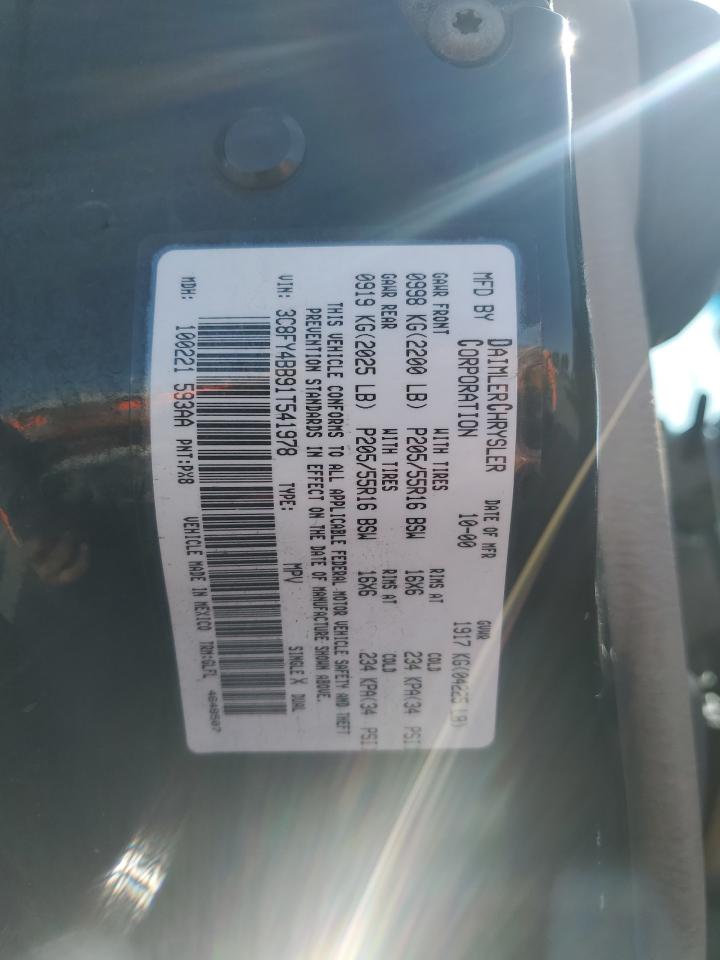 MFD BY DAIMLERCHRYSLER CORPORATION DATE OF MFR 10-00 GVWR 1917 KG(04225 LB)
GAWR FRONT WITH TIRES RIMS AT COLD
0998 KG(2200 LB) P205/55R16 BSW 16X6 234 KPA(34 PSI
GAWR REAR WITH TIRES RIMS AT COLD
0919 KG(2025 LB) P205/55R16 BSW 16X6 234 KPA(34 PSI
THIS VEHICLE CONFORMS TO ALL APPLICABLE FEDERAL MOTOR VEHICLE SAFETY AND THEFT
PREVENTION STANDARDS IN EFFECT ON THE DATE OF MANUFACTURE SHOWN ABOVE.
VIN: 3C8FY4BB91T541978 TYPE: MPV SINGLE X DUAL
MDH: 100221 593AA PNT:PX8 VEHICLE MADE IN MEXICO TRM:GLFL 4648507